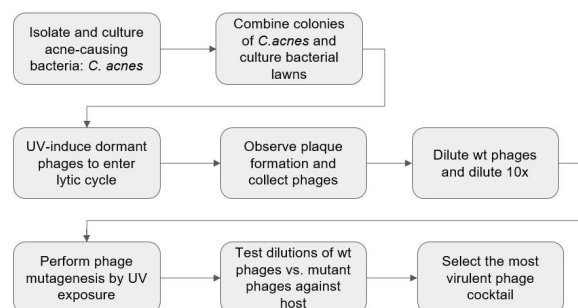 Isolate and culture
acne-causing
bacteria: C. acnes
Combine colonies
of C.acnes and
culture bacterial
lawns
UV-induce dormant
phages to enter
lytic cycle
Observe plaque
formation and
collect phages
Dilute wt phages
and dilute 10x
Perform phage
mutagenesis by UV
exposure
Test dilutions of wt
phages vs. mutant
phages against
host
Select the most
virulent phage
cocktail